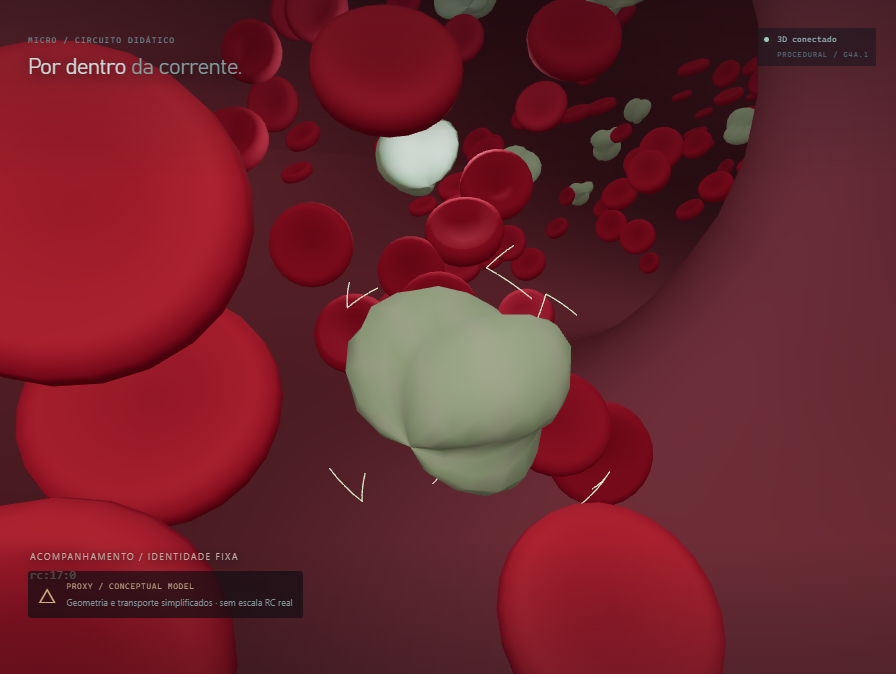 MICRO / CIRCUITO DIDÁTICO
Por dentro da corrente.
3D conectado
PROCEDURAL / G4A.1
ACOMPANHAMENTO / IDENTIDADE FIXA
rc:17:0
PROXY / CONCEPTUAL MODEL
Geometria e transporte simplificados · sem escala RC real